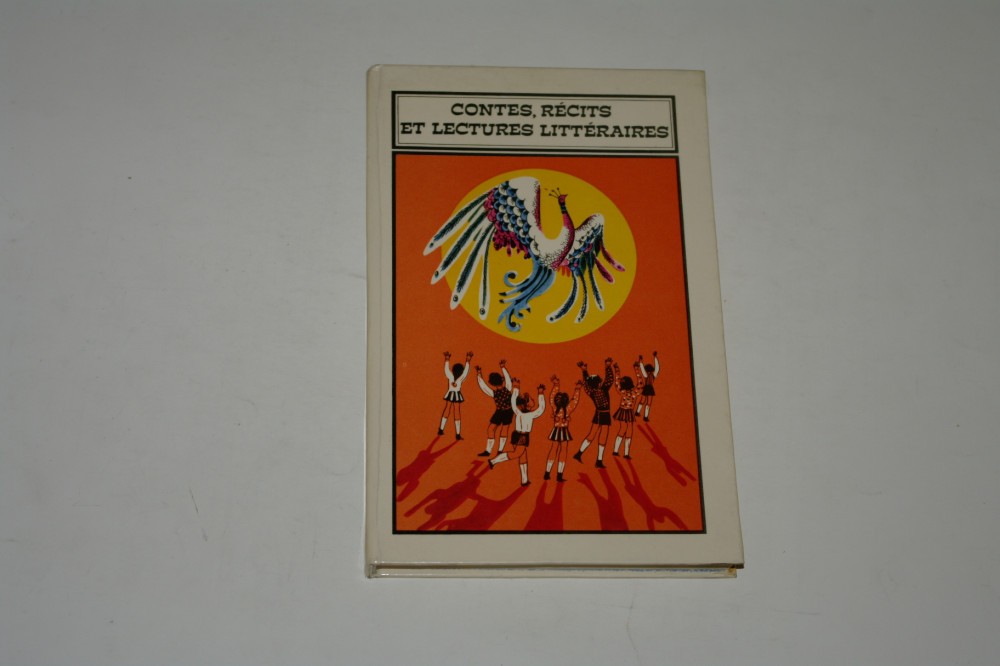 CONTES, RÉCITS
ET LECTURES LITTÉRAIRES